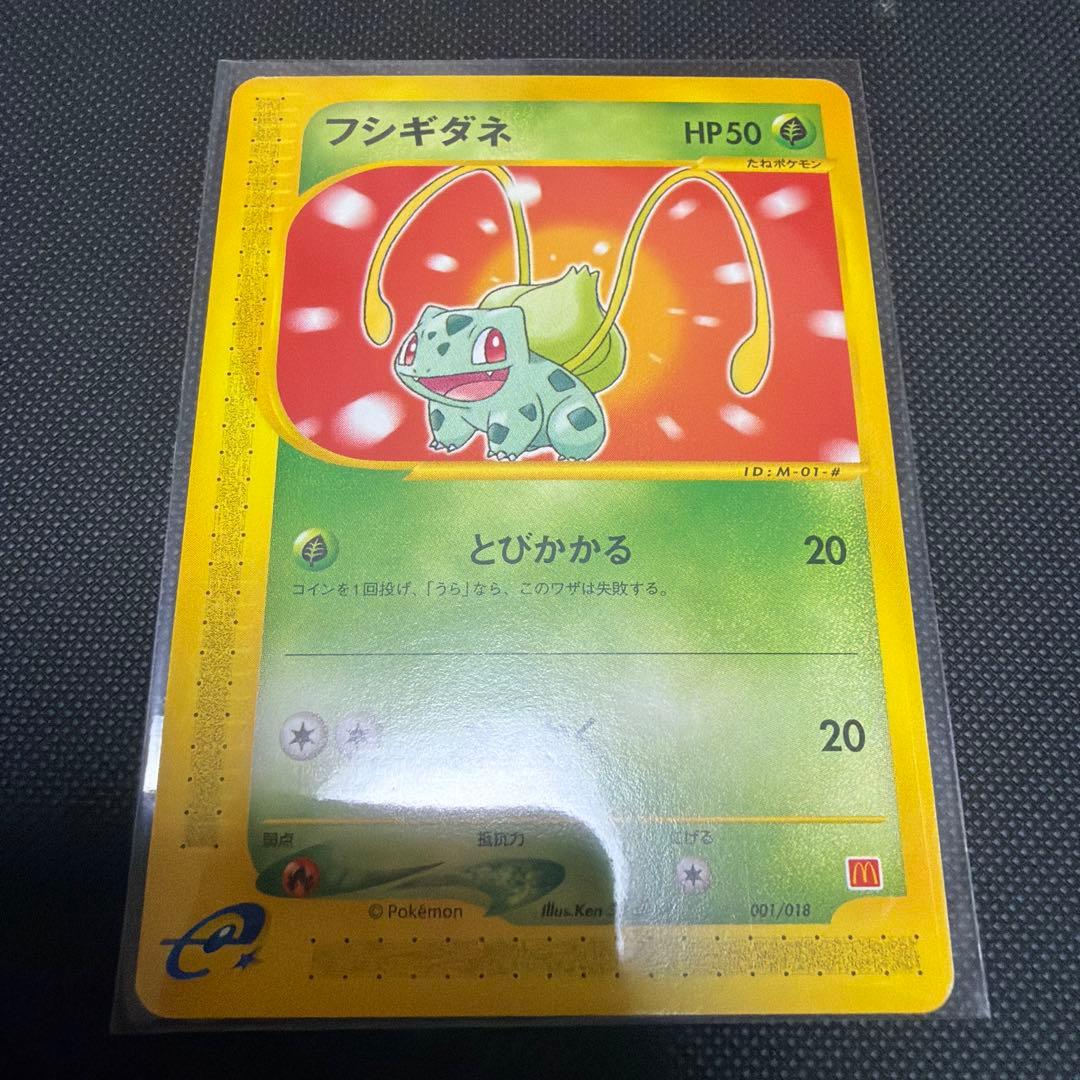 フシギダネ HP50
たねポケモン
ID:M-01-#
とびかかる 20
コインを1回投げ、「うら」なら、このワザは失敗する。
20
弱点 抵抗力 にげる
© Pokémon Illus.Ken 001/018
e